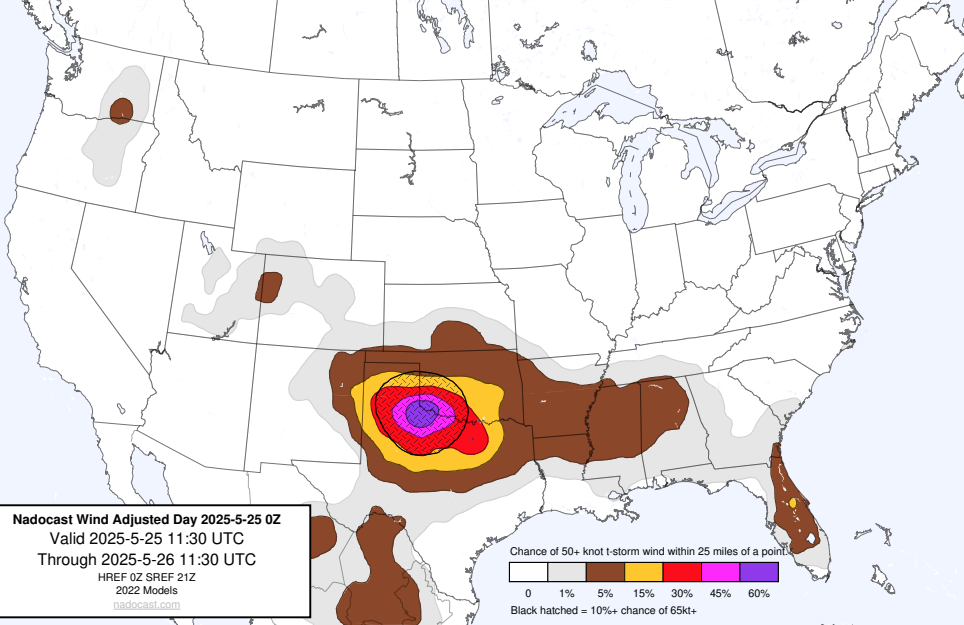 Nadocast Wind Adjusted Day 2025-5-25 0Z
Valid 2025-5-25 11:30 UTC
Through 2025-5-26 11:30 UTC
HREF 0Z SREF 21Z
2022 Models
nadocast.com
Chance of 50+ knot t-storm wind within 25 miles of a point.
0 1% 5% 15% 30% 45% 60%
Black hatched = 10%+ chance of 65kt+